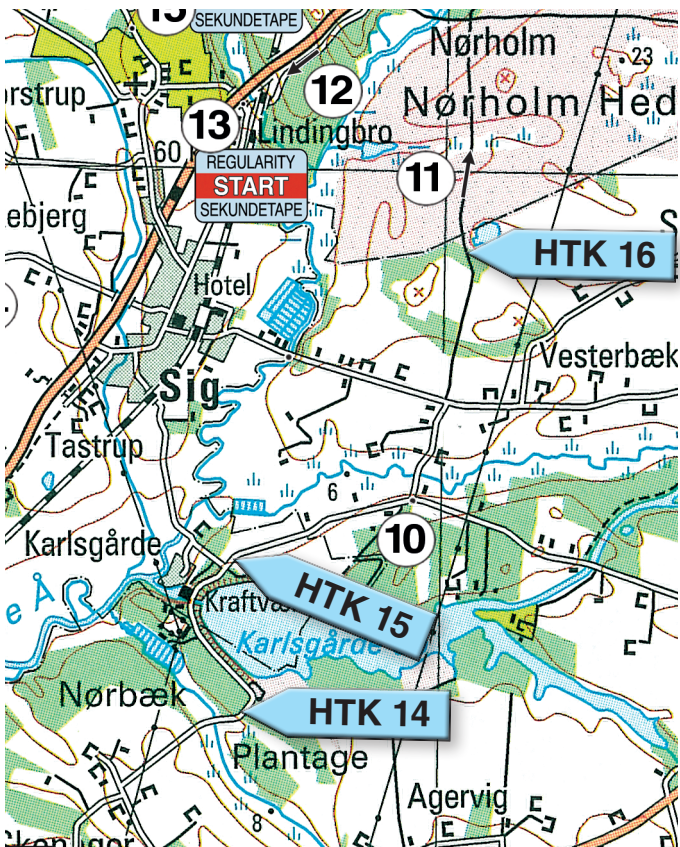 SEKUNDETAPE
Nørholm
23
12
Nørholm Hed
13
Lindingbro
60
REGULARITY
START
SEKUNDETAPE
11
ebjerg
HTK 16
Hotel
Vesterbæk
Sig
Tastrup
6
10
Karlsgårde
HTK 15
Kraftvæ
e Å
Karlsgårde
Nørbæk
HTK 14
Plantage
Agervig
8